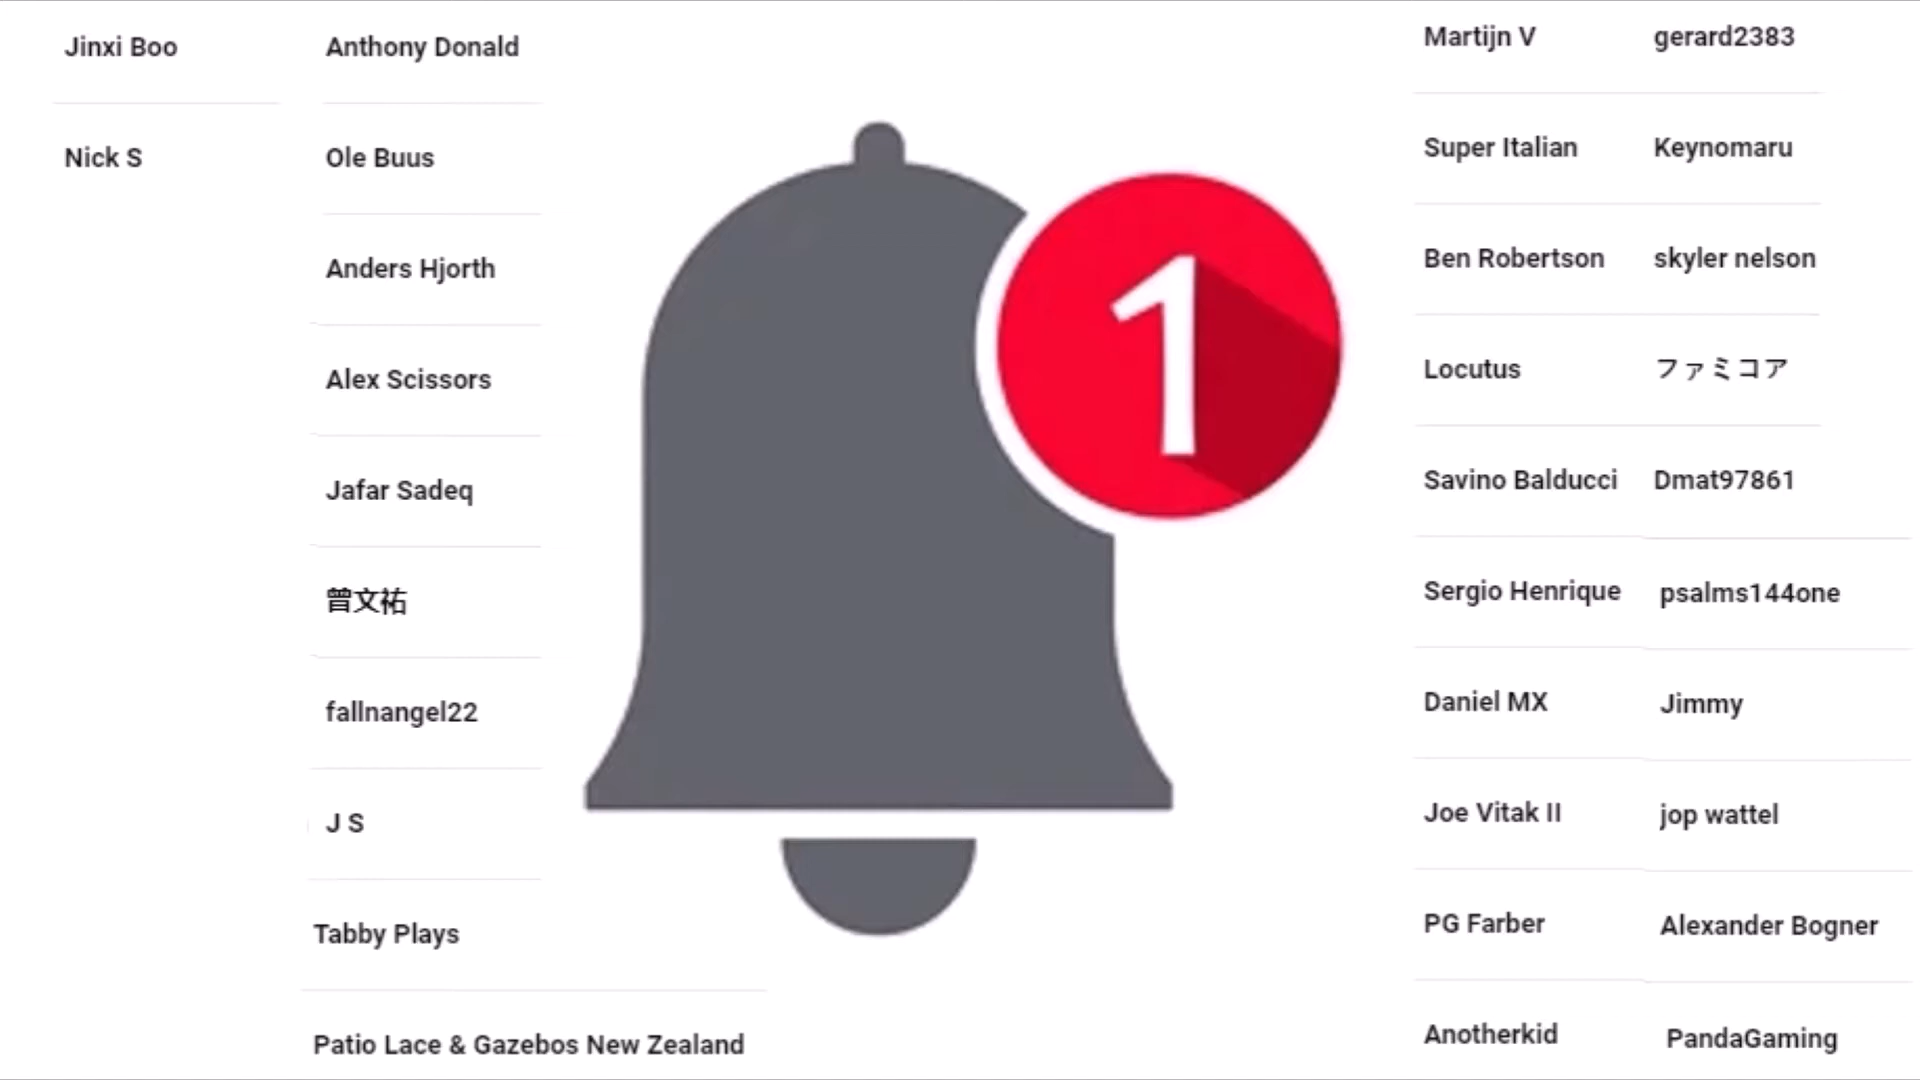 Jinxi Boo
Nick S
Anthony Donald
Ole Buus
Anders Hjorth
Alex Scissors
Jafar Sadeq
曾文祐
fallnangel22
J S
Tabby Plays
Patio Lace & Gazebos New Zealand
1
Martijn V
Super Italian
Ben Robertson
Locutus
Savino Balducci
Sergio Henrique
Daniel MX
Joe Vitak II
PG Farber
Anotherkid
gerard2383
Keynomaru
skyler nelson
ファミコア
Dmat97861
psalms144one
Jimmy
jop wattel
Alexander Bogner
PandaGaming